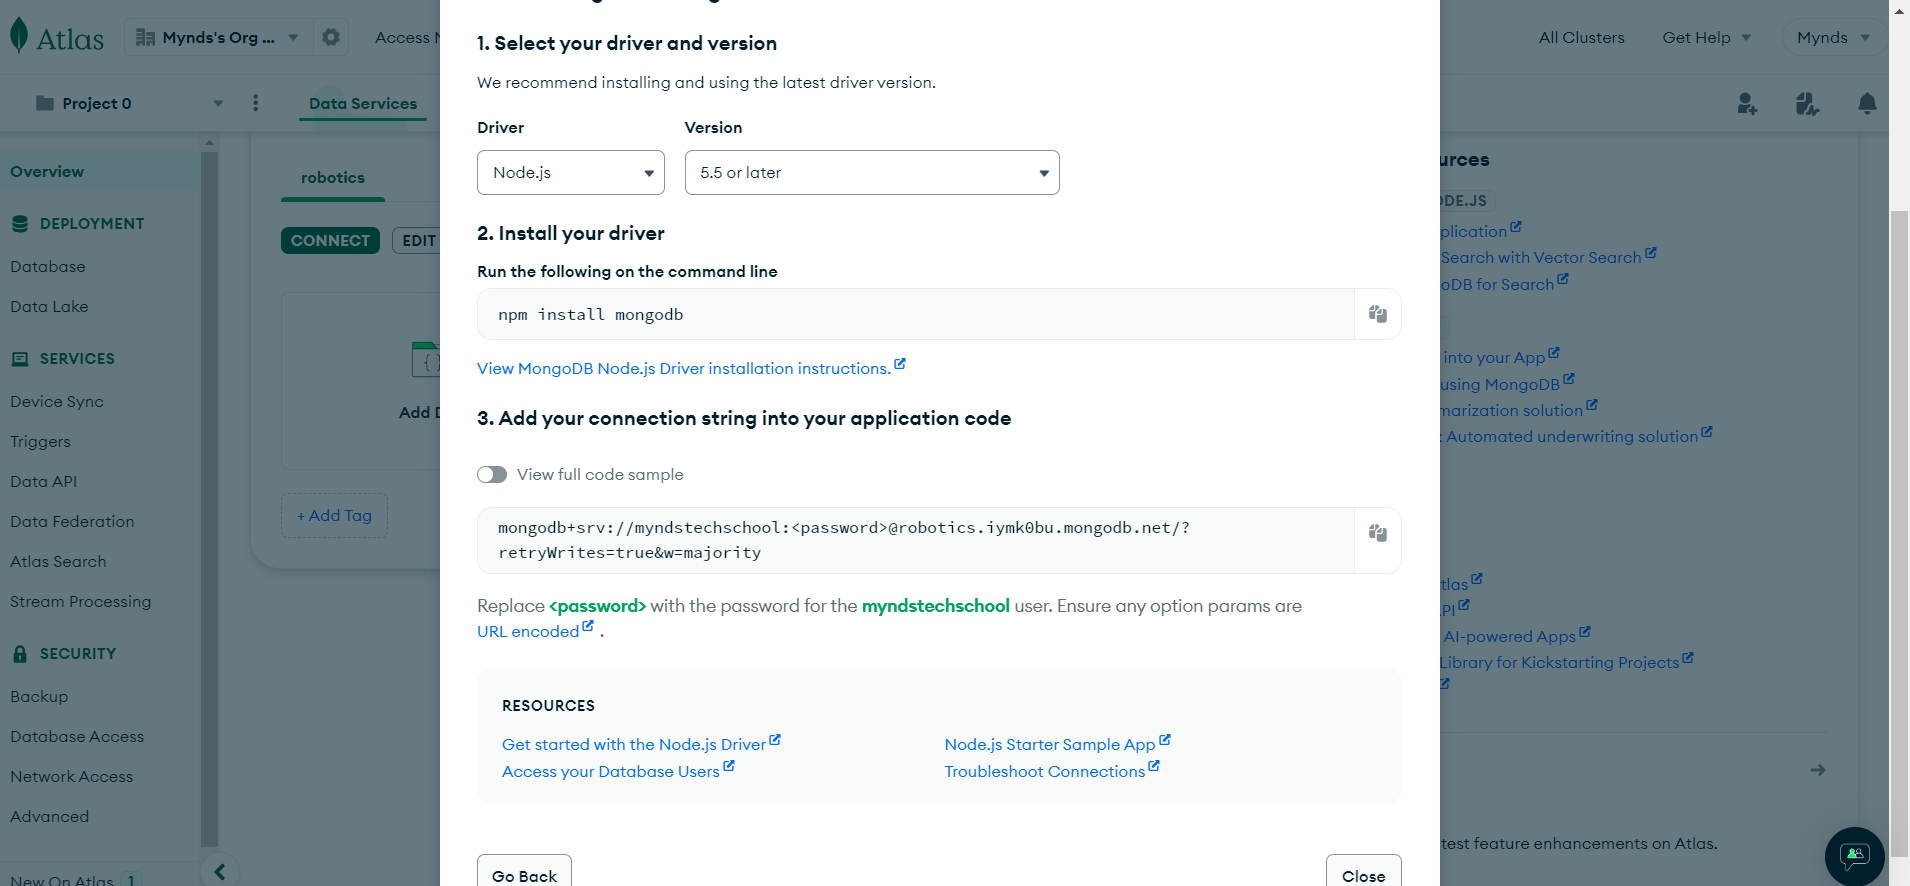 Atlas
Mynds's Org ...
Access
All Clusters
Get Help
Mynds
Project 0
Data Services
Overview
DEPLOYMENT
Database
Data Lake
SERVICES
Device Sync
Triggers
Data API
Data Federation
Atlas Search
Stream Processing
SECURITY
Backup
Database Access
Network Access
Advanced
New On Atlas 1
robotics
CONNECT
EDIT
{ }
Add
+ Add Tag
1. Select your driver and version
We recommend installing and using the latest driver version.
Driver
Version
Node.js
5.5 or later
2. Install your driver
Run the following on the command line
npm install mongodb
View MongoDB Node.js Driver installation instructions.
3. Add your connection string into your application code
View full code sample
mongodb+srv://myndstechschool:<password>@robotics.iymk0bu.mongodb.net/?
retryWrites=true&w=majority
Replace <password> with the password for the myndstechschool user. Ensure any option params are
URL encoded .
RESOURCES
Get started with the Node.js Driver
Node.js Starter Sample App
Access your Database Users
Troubleshoot Connections
Go Back
Close
urces
DE.JS
plication
Search with Vector Search
oDB for Search
into your App
using MongoDB
narization solution
: Automated underwriting solution
tlas
PI
AI-powered Apps
Library for Kickstarting Projects
test feature enhancements on Atlas.